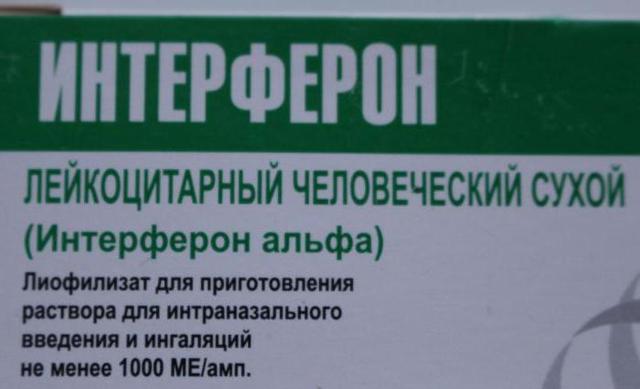 ИНТЕРФЕРОН
ЛЕЙКОЦИТАРНЫЙ ЧЕЛОВЕЧЕСКИЙ СУХОЙ
(Интерферон альфа)
Лиофилизат для приготовления
раствора для интраназального
введения и ингаляций
не менее 1000 МЕ/амп.